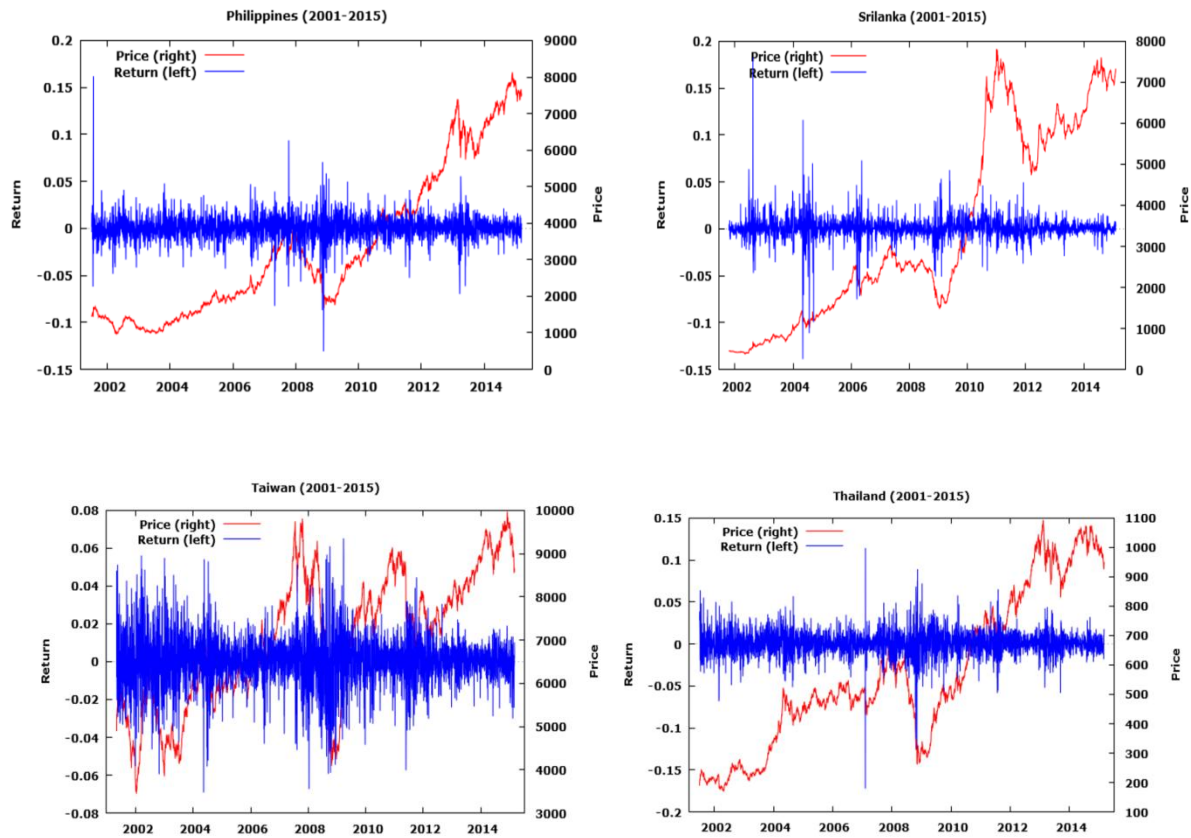 Philippines (2001-2015)
Price (right)
Return (left)
0.2
0.15
0.1
0.05
0
-0.05
-0.1
-0.15
Return
9000
8000
7000
6000
5000
4000
3000
2000
1000
0
Price
2002 2004 2006 2008 2010 2012 2014
Srilanka (2001-2015)
Price (right)
Return (left)
0.2
0.15
0.1
0.05
0
-0.05
-0.1
-0.15
Return
8000
7000
6000
5000
4000
3000
2000
1000
0
Price
2002 2004 2006 2008 2010 2012 2014
Taiwan (2001-2015)
Price (right)
Return (left)
0.08
0.06
0.04
0.02
0
-0.02
-0.04
-0.06
-0.08
Return
10000
9000
8000
7000
6000
5000
4000
3000
Price
2002 2004 2006 2008 2010 2012 2014
Thailand (2001-2015)
Price (right)
Return (left)
0.15
0.1
0.05
0
-0.05
-0.1
-0.15
-0.2
Return
1100
1000
900
800
700
600
500
400
300
200
100
Price
2002 2004 2006 2008 2010 2012 2014